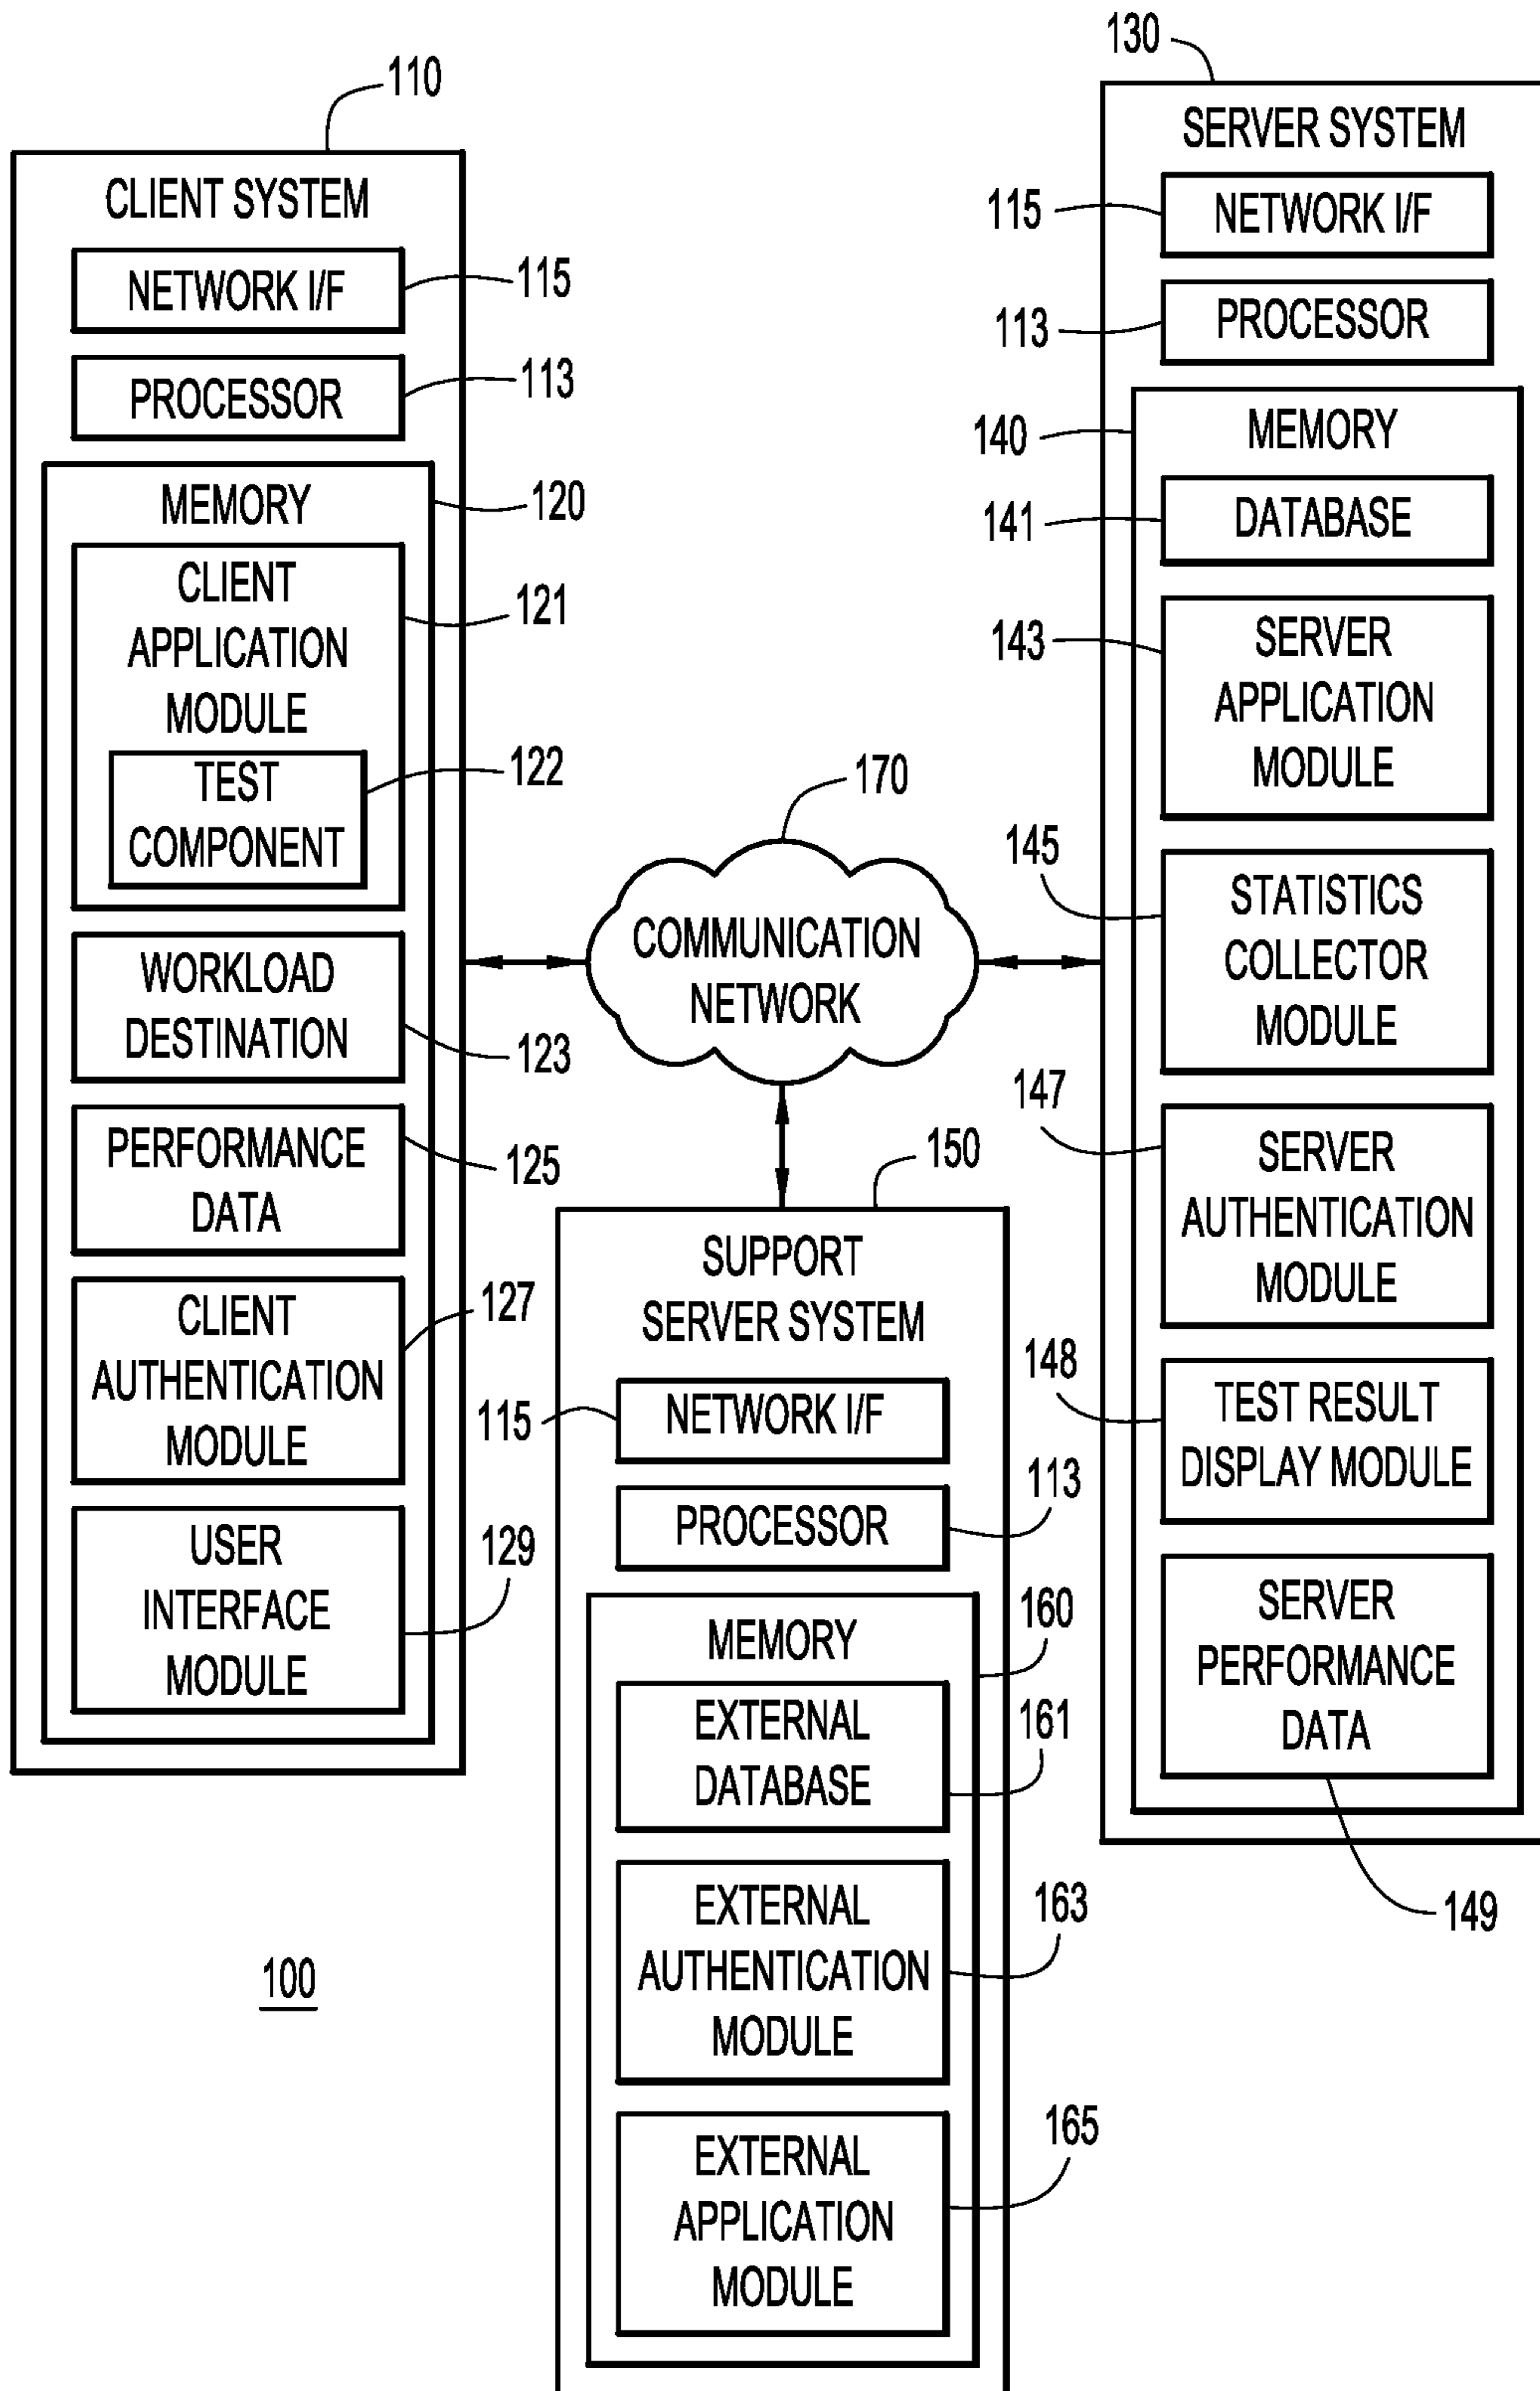 110
CLIENT SYSTEM
NETWORK I/F
115
PROCESSOR
113
MEMORY
120
CLIENT
APPLICATION
MODULE
121
TEST
COMPONENT
122
WORKLOAD
DESTINATION
123
PERFORMANCE
DATA
125
CLIENT
AUTHENTICATION
MODULE
127
USER
INTERFACE
MODULE
129
170
COMMUNICATION
NETWORK
150
SUPPORT
SERVER SYSTEM
115
NETWORK I/F
PROCESSOR
113
MEMORY
160
EXTERNAL
DATABASE
161
EXTERNAL
AUTHENTICATION
MODULE
163
EXTERNAL
APPLICATION
MODULE
165
130
SERVER SYSTEM
115
NETWORK I/F
113
PROCESSOR
140
MEMORY
141
DATABASE
143
SERVER
APPLICATION
MODULE
145
STATISTICS
COLLECTOR
MODULE
147
SERVER
AUTHENTICATION
MODULE
148
TEST RESULT
DISPLAY MODULE
SERVER
PERFORMANCE
DATA
149
100